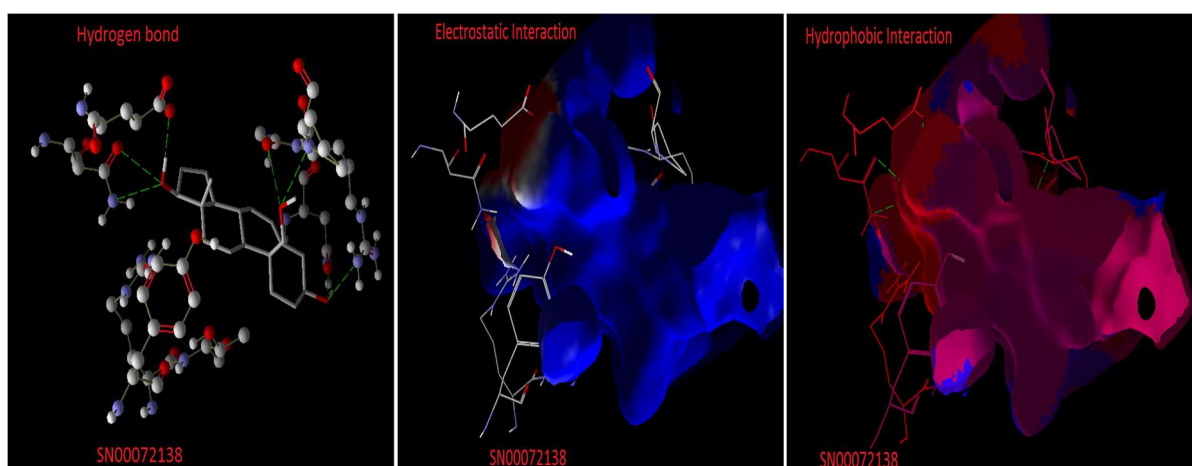 Hydrogen bond
Electrostatic Interaction
Hydrophobic Interaction
SN00072138
SN00072138
SN00072138